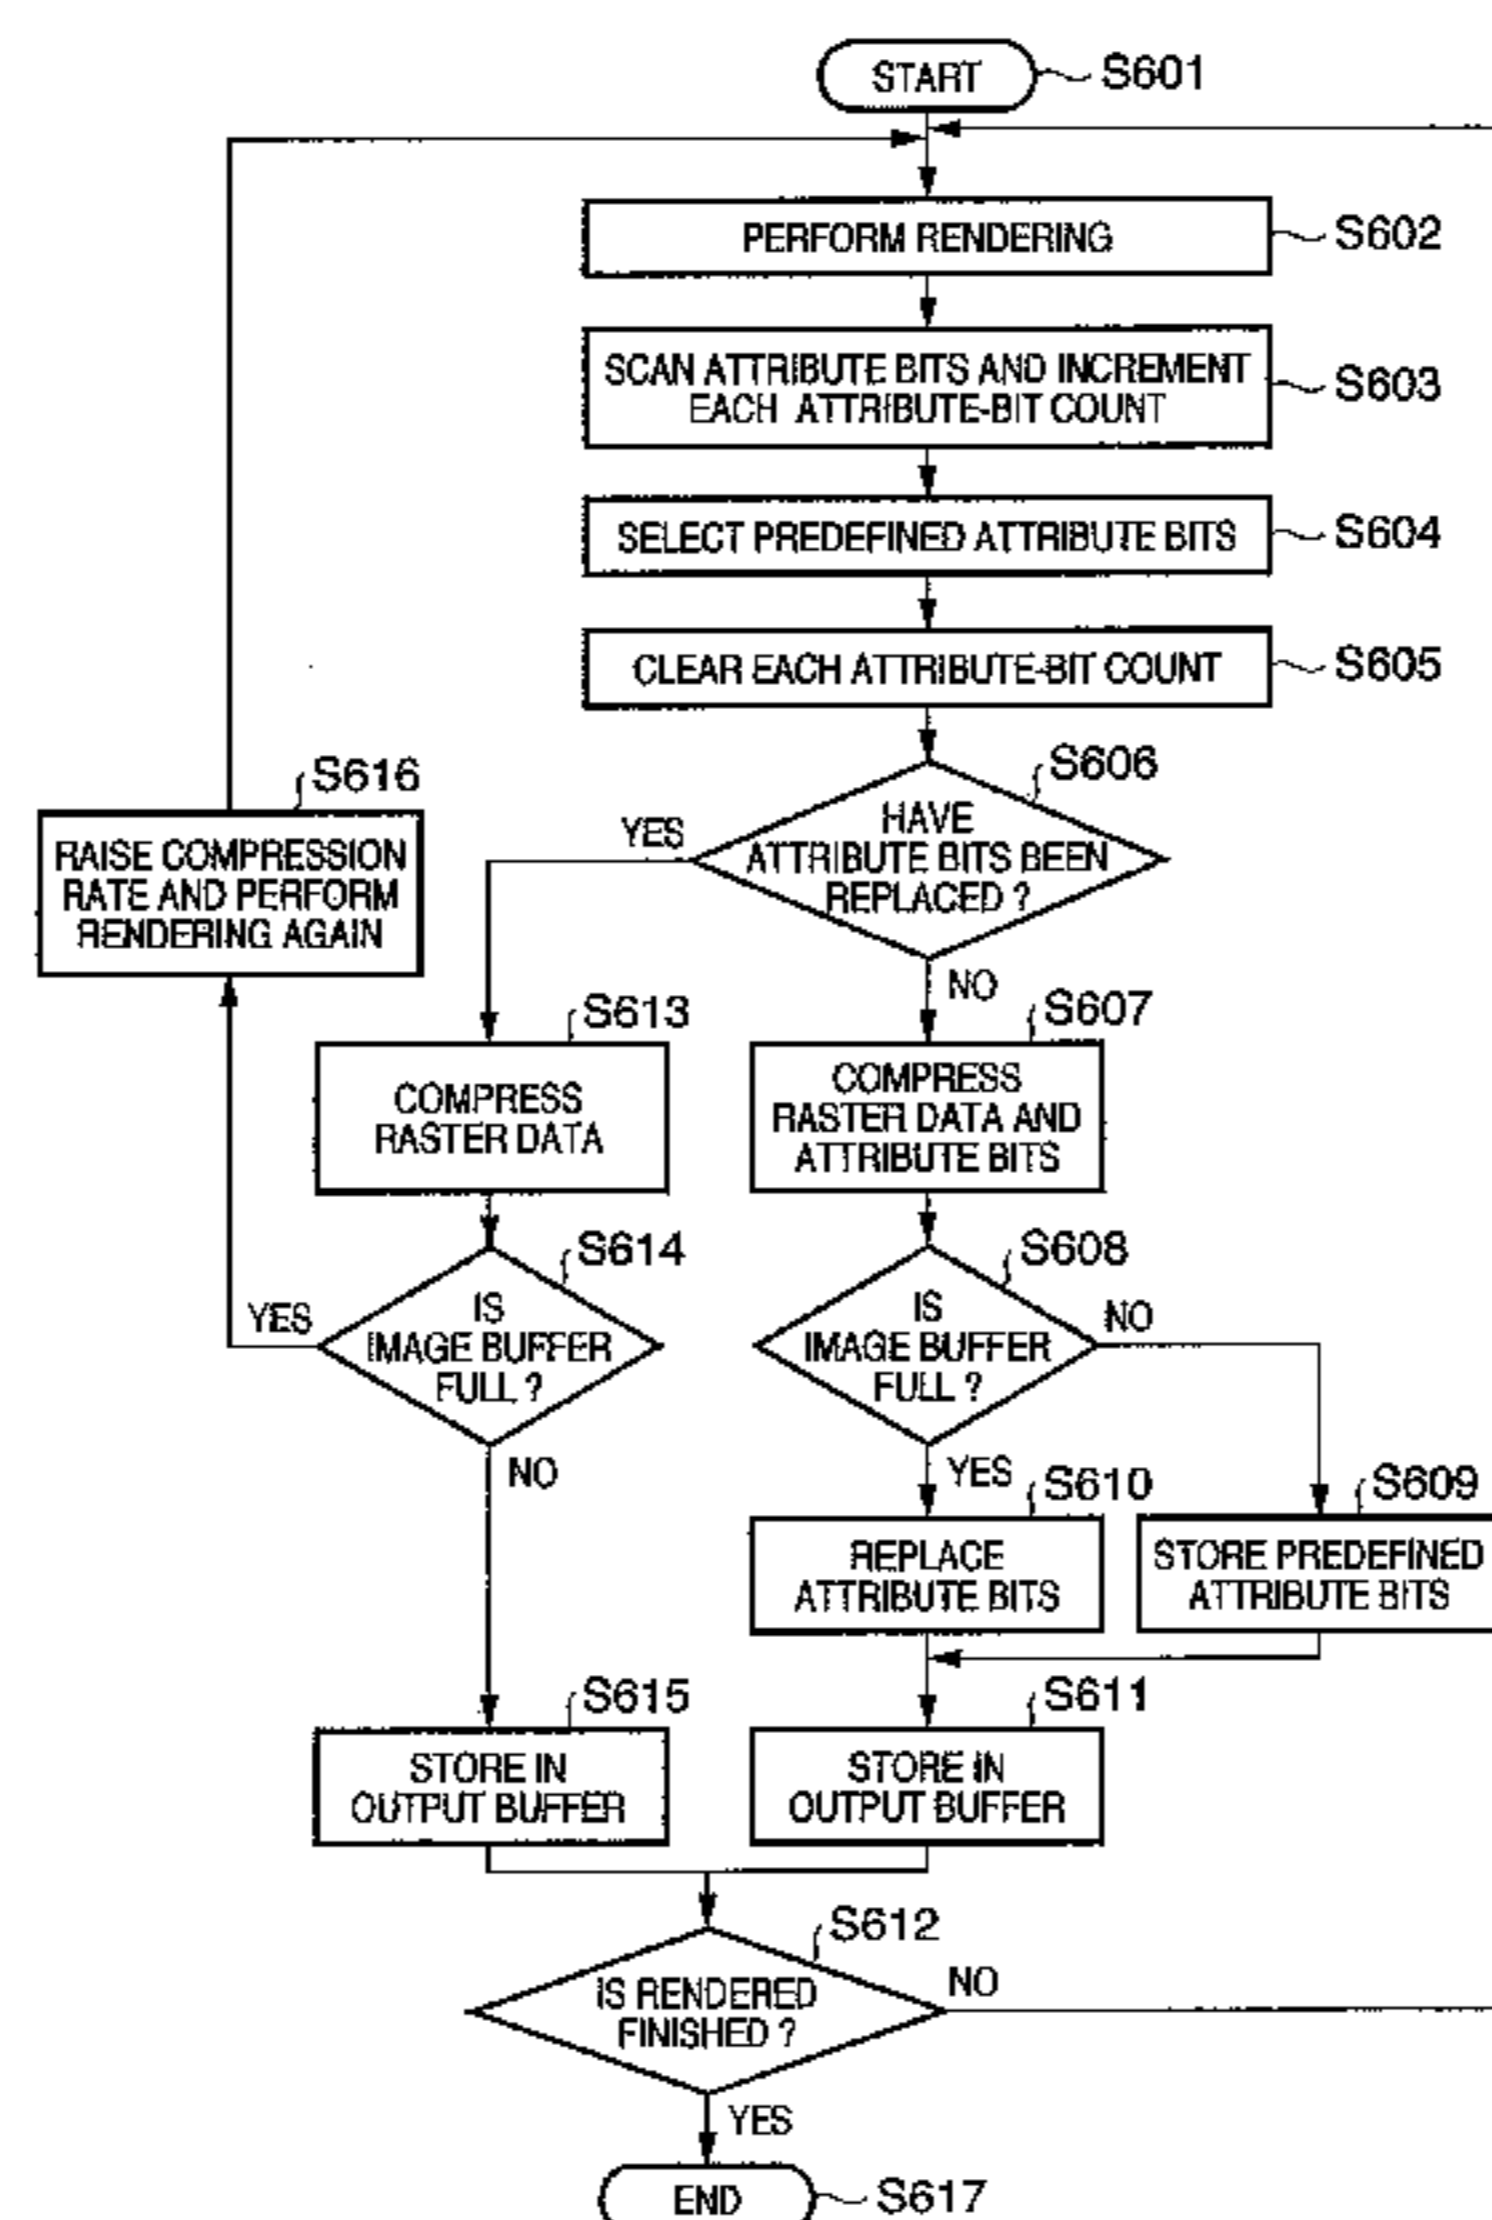 START
S601
PERFORM RENDERING
S602
SCAN ATTRIBUTE BITS AND INCREMENT
EACH ATTRIBUTE-BIT COUNT
S603
SELECT PREDEFINED ATTRIBUTE BITS
S604
CLEAR EACH ATTRIBUTE-BIT COUNT
S605
S606
HAVE
ATTRIBUTE BITS BEEN
REPLACED ?
YES
NO
S616
RAISE COMPRESSION
RATE AND PERFORM
RENDERING AGAIN
S613
COMPRESS
RASTER DATA
S607
COMPRESS
RASTER DATA AND
ATTRIBUTE BITS
S614
IS
IMAGE BUFFER
FULL ?
YES
NO
S608
IS
IMAGE BUFFER
FULL ?
NO
YES
S610
REPLACE
ATTRIBUTE BITS
S609
STORE PREDEFINED
ATTRIBUTE BITS
S615
STORE IN
OUTPUT BUFFER
S611
STORE IN
OUTPUT BUFFER
S612
IS RENDERED
FINISHED ?
NO
YES
END
S617